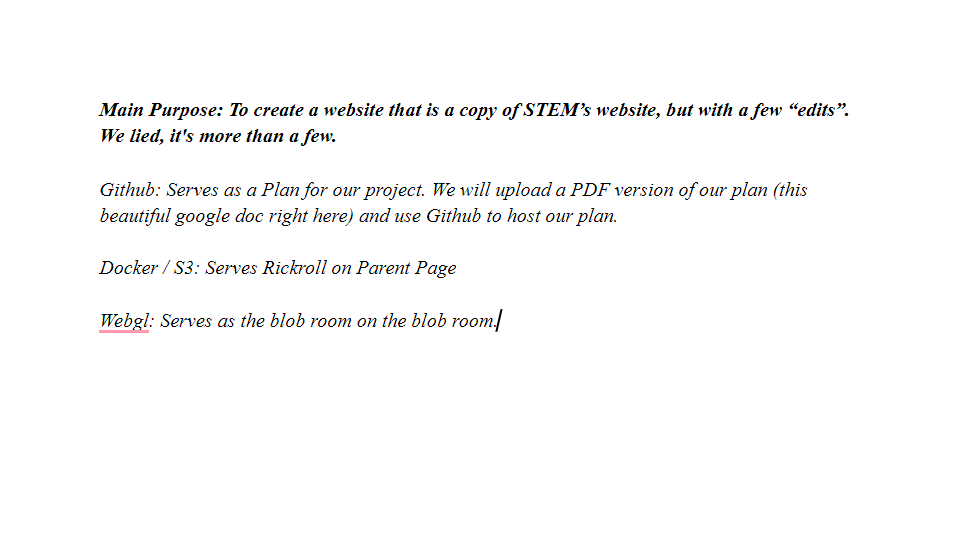 Main Purpose: To create a website that is a copy of STEM’s website, but with a few “edits”.
We lied, it's more than a few.
Github: Serves as a Plan for our project. We will upload a PDF version of our plan (this
beautiful google doc right here) and use Github to host our plan.
Docker / S3: Serves Rickroll on Parent Page
Webgl: Serves as the blob room on the blob room.